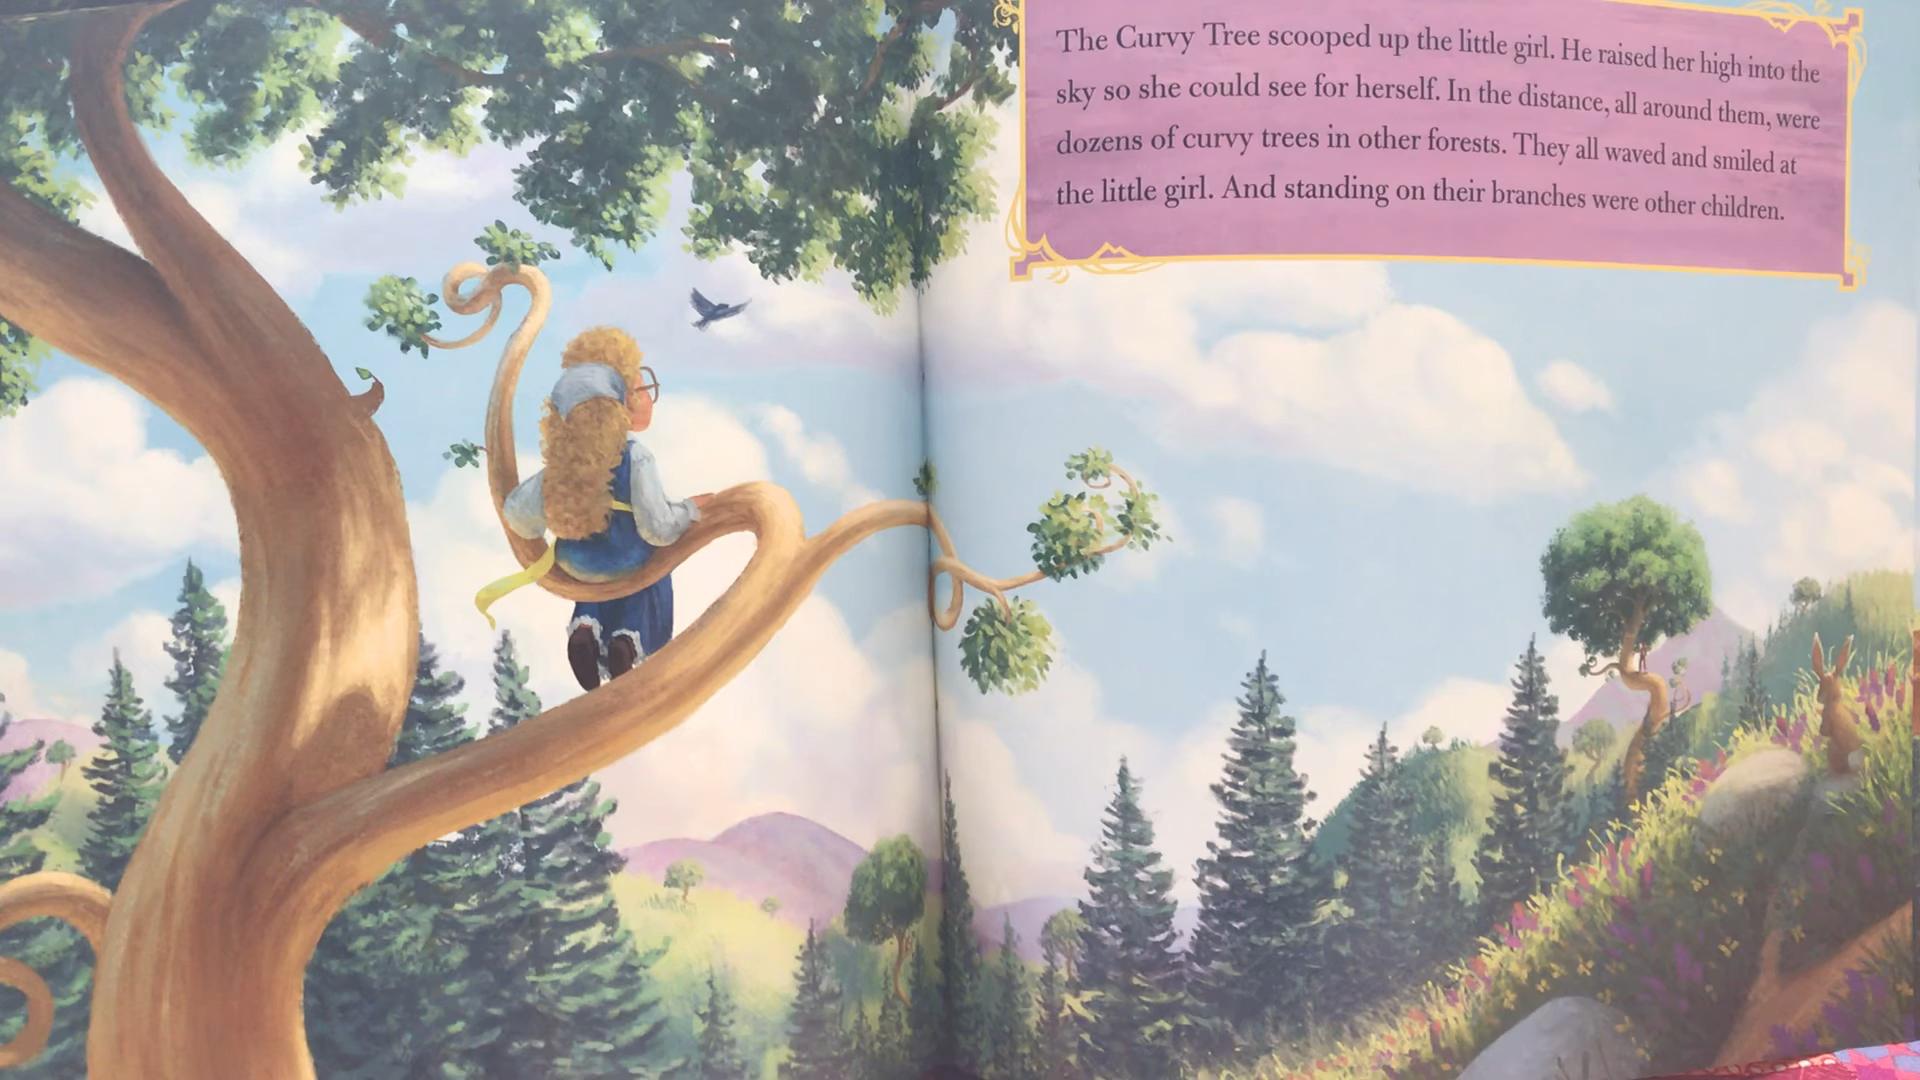 The Curvy Tree scooped up the little girl. He raised her high into the
sky so she could see for herself. In the distance, all around them, were
dozens of curvy trees in other forests. They all waved and smiled at
the little girl. And standing on their branches were other children.